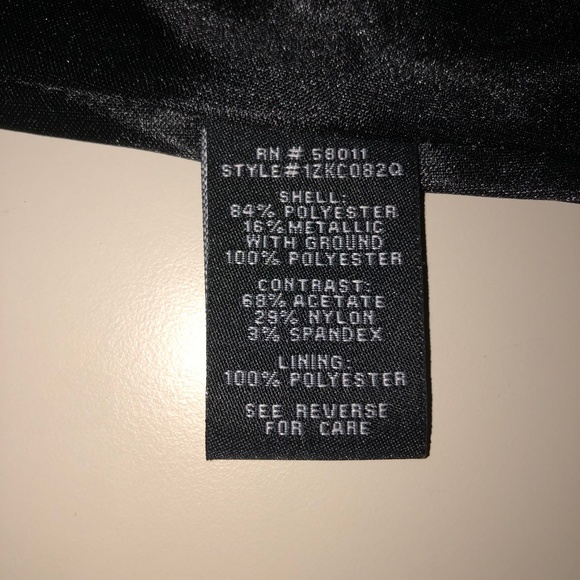 RN # 58011
STYLE#1ZKC082Q
SHELL:
84% POLYESTER
16% METALLIC
WITH GROUND
100% POLYESTER
CONTRAST:
68% ACETATE
29% NYLON
3% SPANDEX
LINING:
100% POLYESTER
SEE REVERSE
FOR CARE